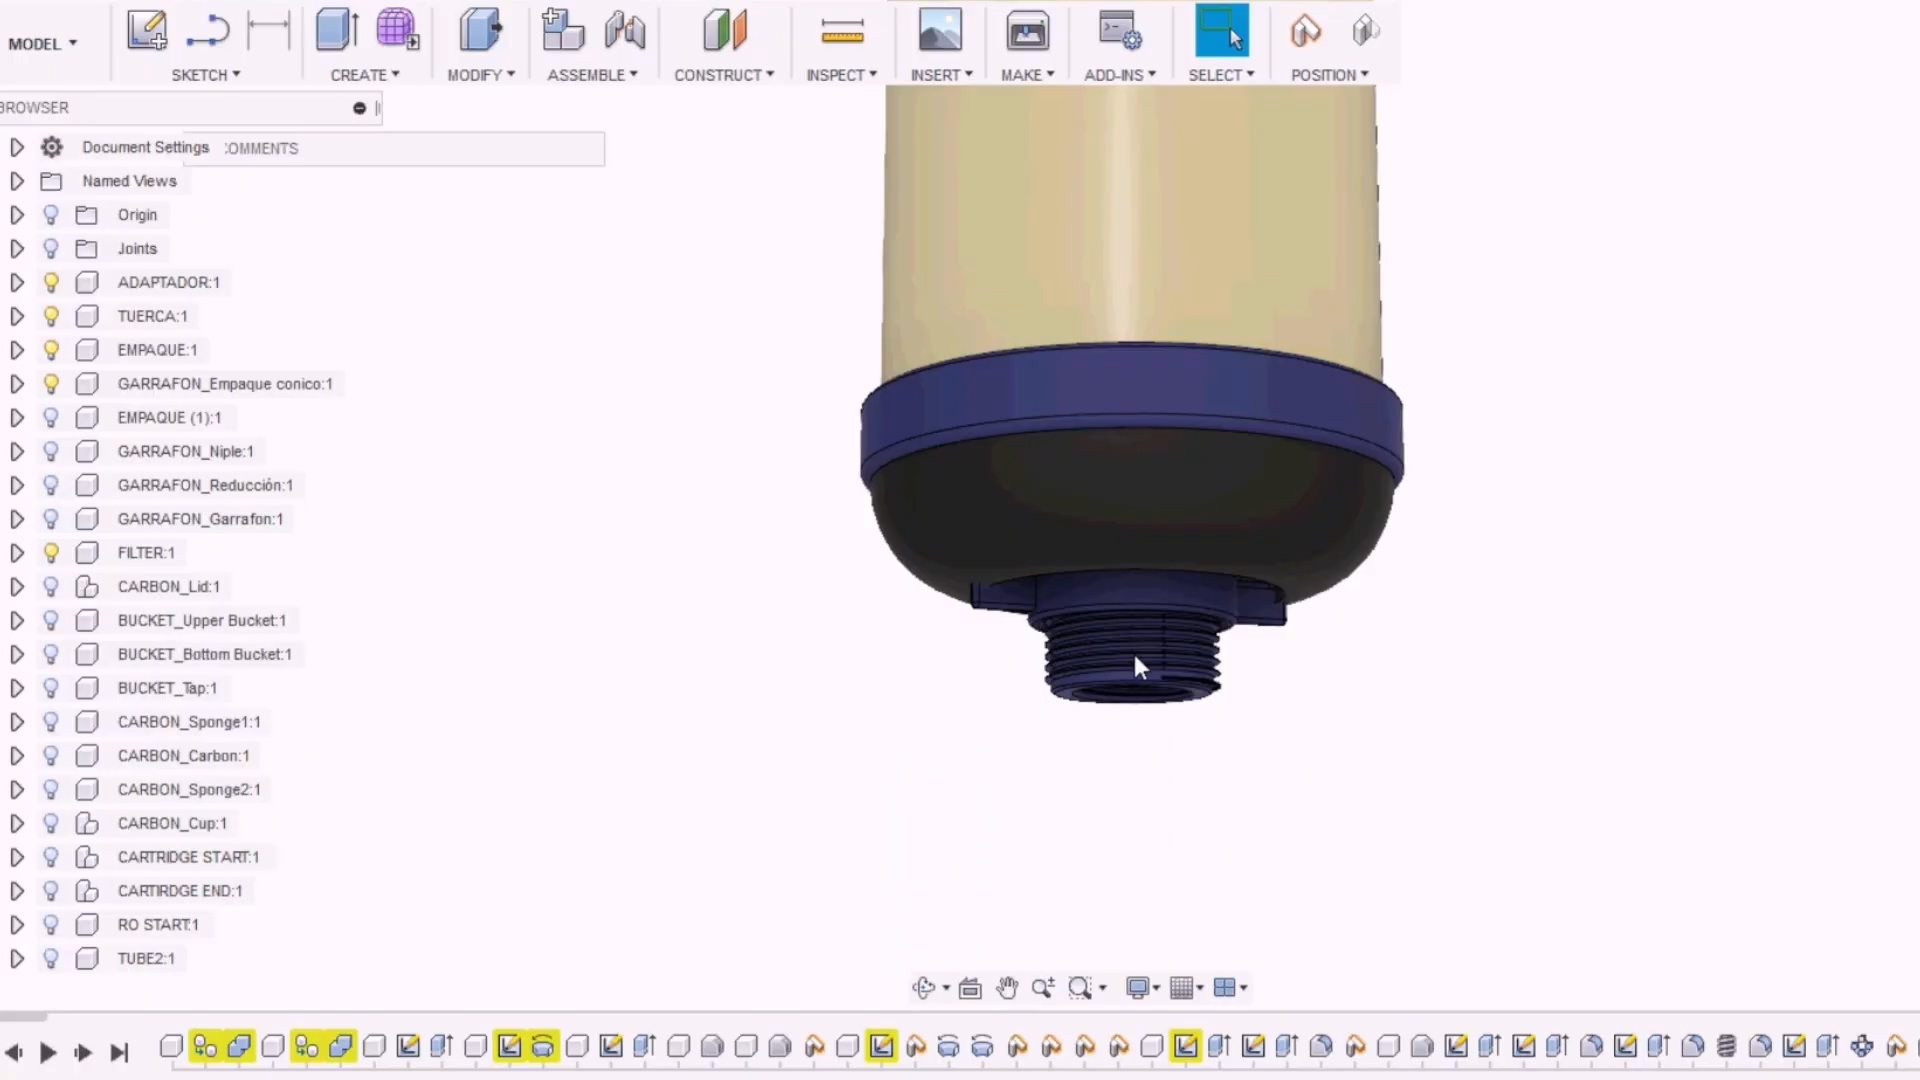 MODEL
SKETCH
CREATE
MODIFY
ASSEMBLE
CONSTRUCT
INSPECT
INSERT
MAKE
ADD-INS
SELECT
POSITION
BROWSER
Document Settings
COMMENTS
Named Views
Origin
Joints
ADAPTADOR:1
TUERCA:1
EMPAQUE:1
GARRAFON_Empaque conico:1
EMPAQUE (1):1
GARRAFON_Niple:1
GARRAFON_Reducción:1
GARRAFON_Garrafon:1
FILTER:1
CARBON_Lid:1
BUCKET_Upper Bucket:1
BUCKET_Bottom Bucket:1
BUCKET_Tap:1
CARBON_Sponge1:1
CARBON_Carbon:1
CARBON_Sponge2:1
CARBON_Cup:1
CARTRIDGE START:1
CARTIRDGE END:1
RO START:1
TUBE2:1